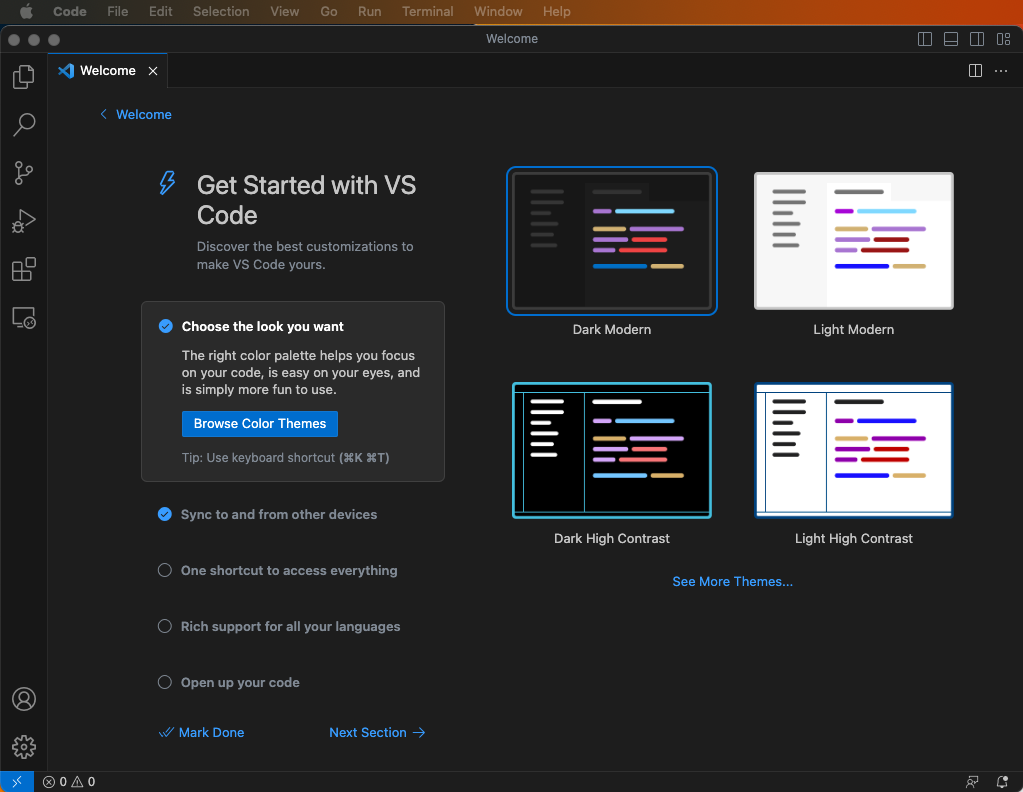 Code File Edit Selection View Go Run Terminal Window Help
Welcome
Welcome
Welcome
Get Started with VS
Code
Discover the best customizations to
make VS Code yours.
Choose the look you want
The right color palette helps you focus
on your code, is easy on your eyes, and
is simply more fun to use.
Browse Color Themes
Tip: Use keyboard shortcut (⌘K ⌘T)
Sync to and from other devices
One shortcut to access everything
Rich support for all your languages
Open up your code
Mark Done Next Section
Dark Modern Light Modern
Dark High Contrast Light High Contrast
See More Themes...
0 0